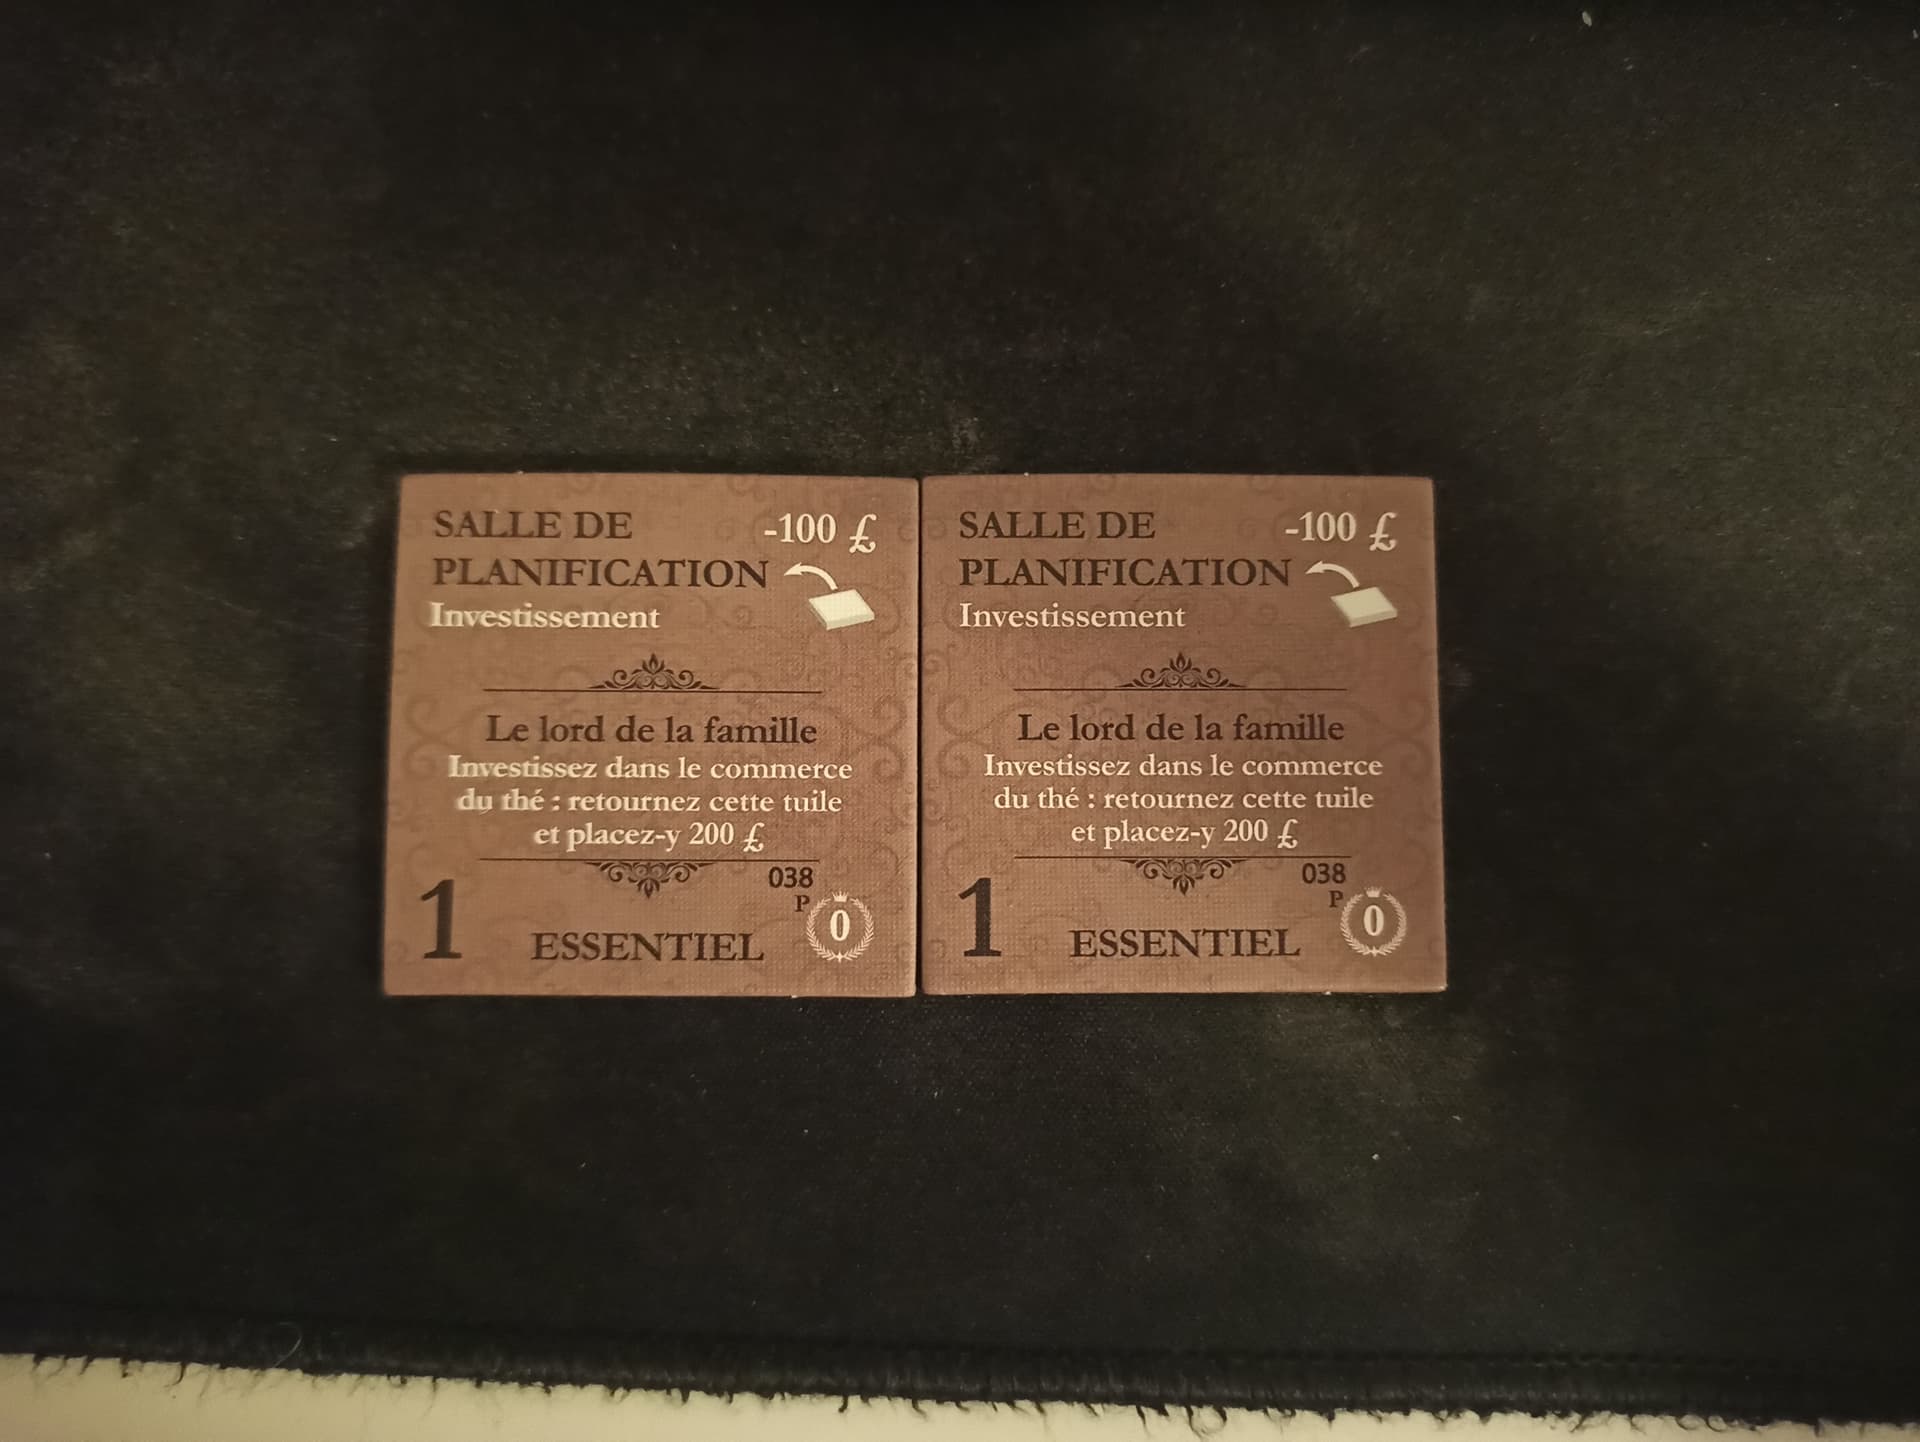 SALLE DE -100 £
PLANIFICATION
Investissement
Le lord de la famille
Investissez dans le commerce
du thé : retournez cette tuile
et placez-y 200 £
038
P
1 ESSENTIEL 0
SALLE DE -100 £
PLANIFICATION
Investissement
Le lord de la famille
Investissez dans le commerce
du thé : retournez cette tuile
et placez-y 200 £
038
P
1 ESSENTIEL 0